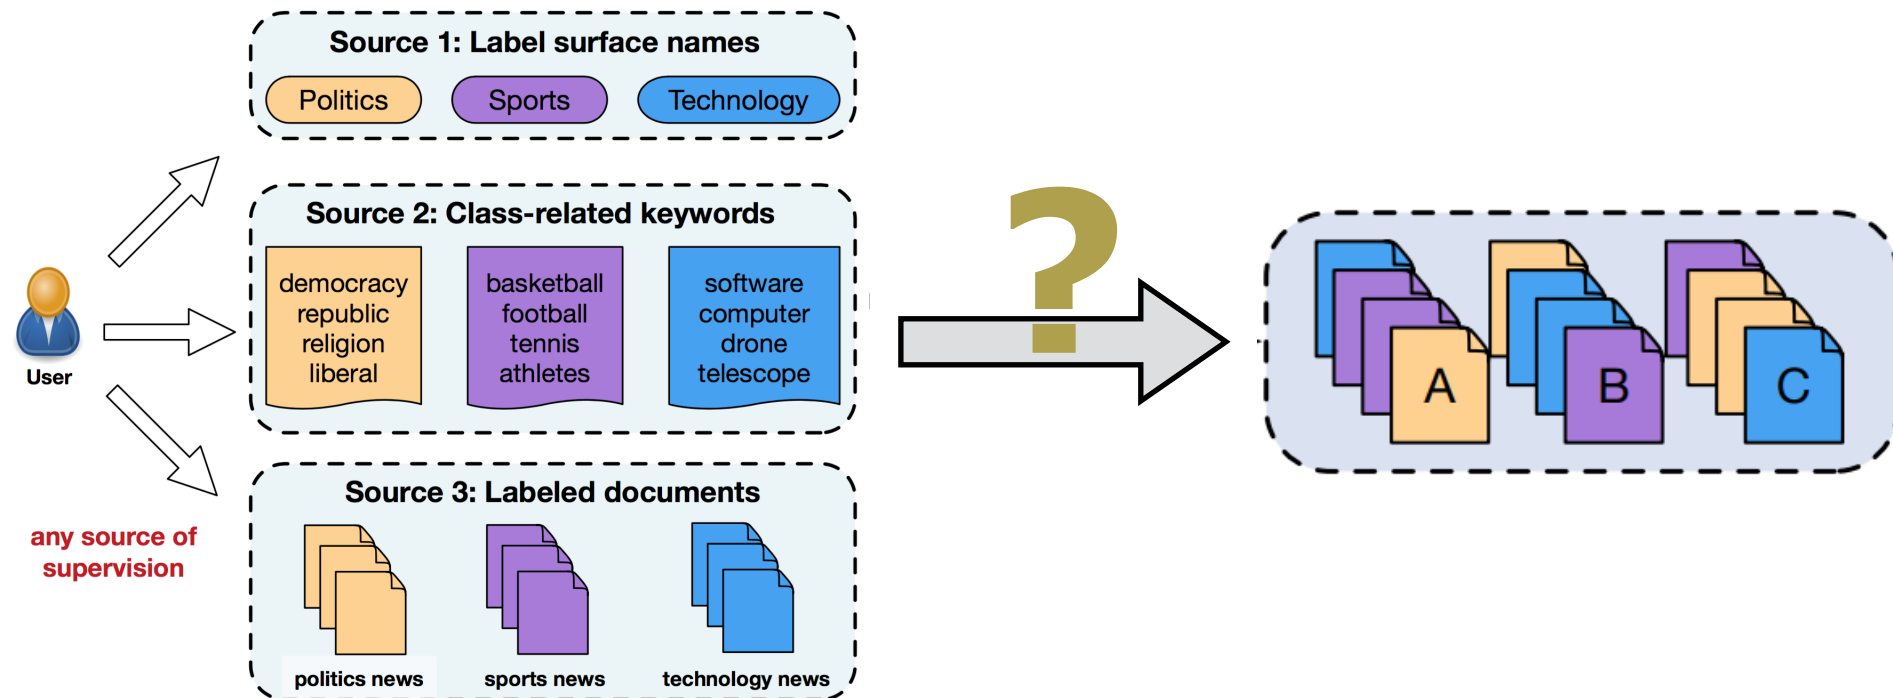 Source 1: Label surface names
Politics
Sports
Technology
Source 2: Class-related keywords
democracy
republic
religion
liberal
basketball
football
tennis
athletes
software
computer
drone
telescope
User
any source of
supervision
Source 3: Labeled documents
politics news
sports news
technology news
?
A
B
C